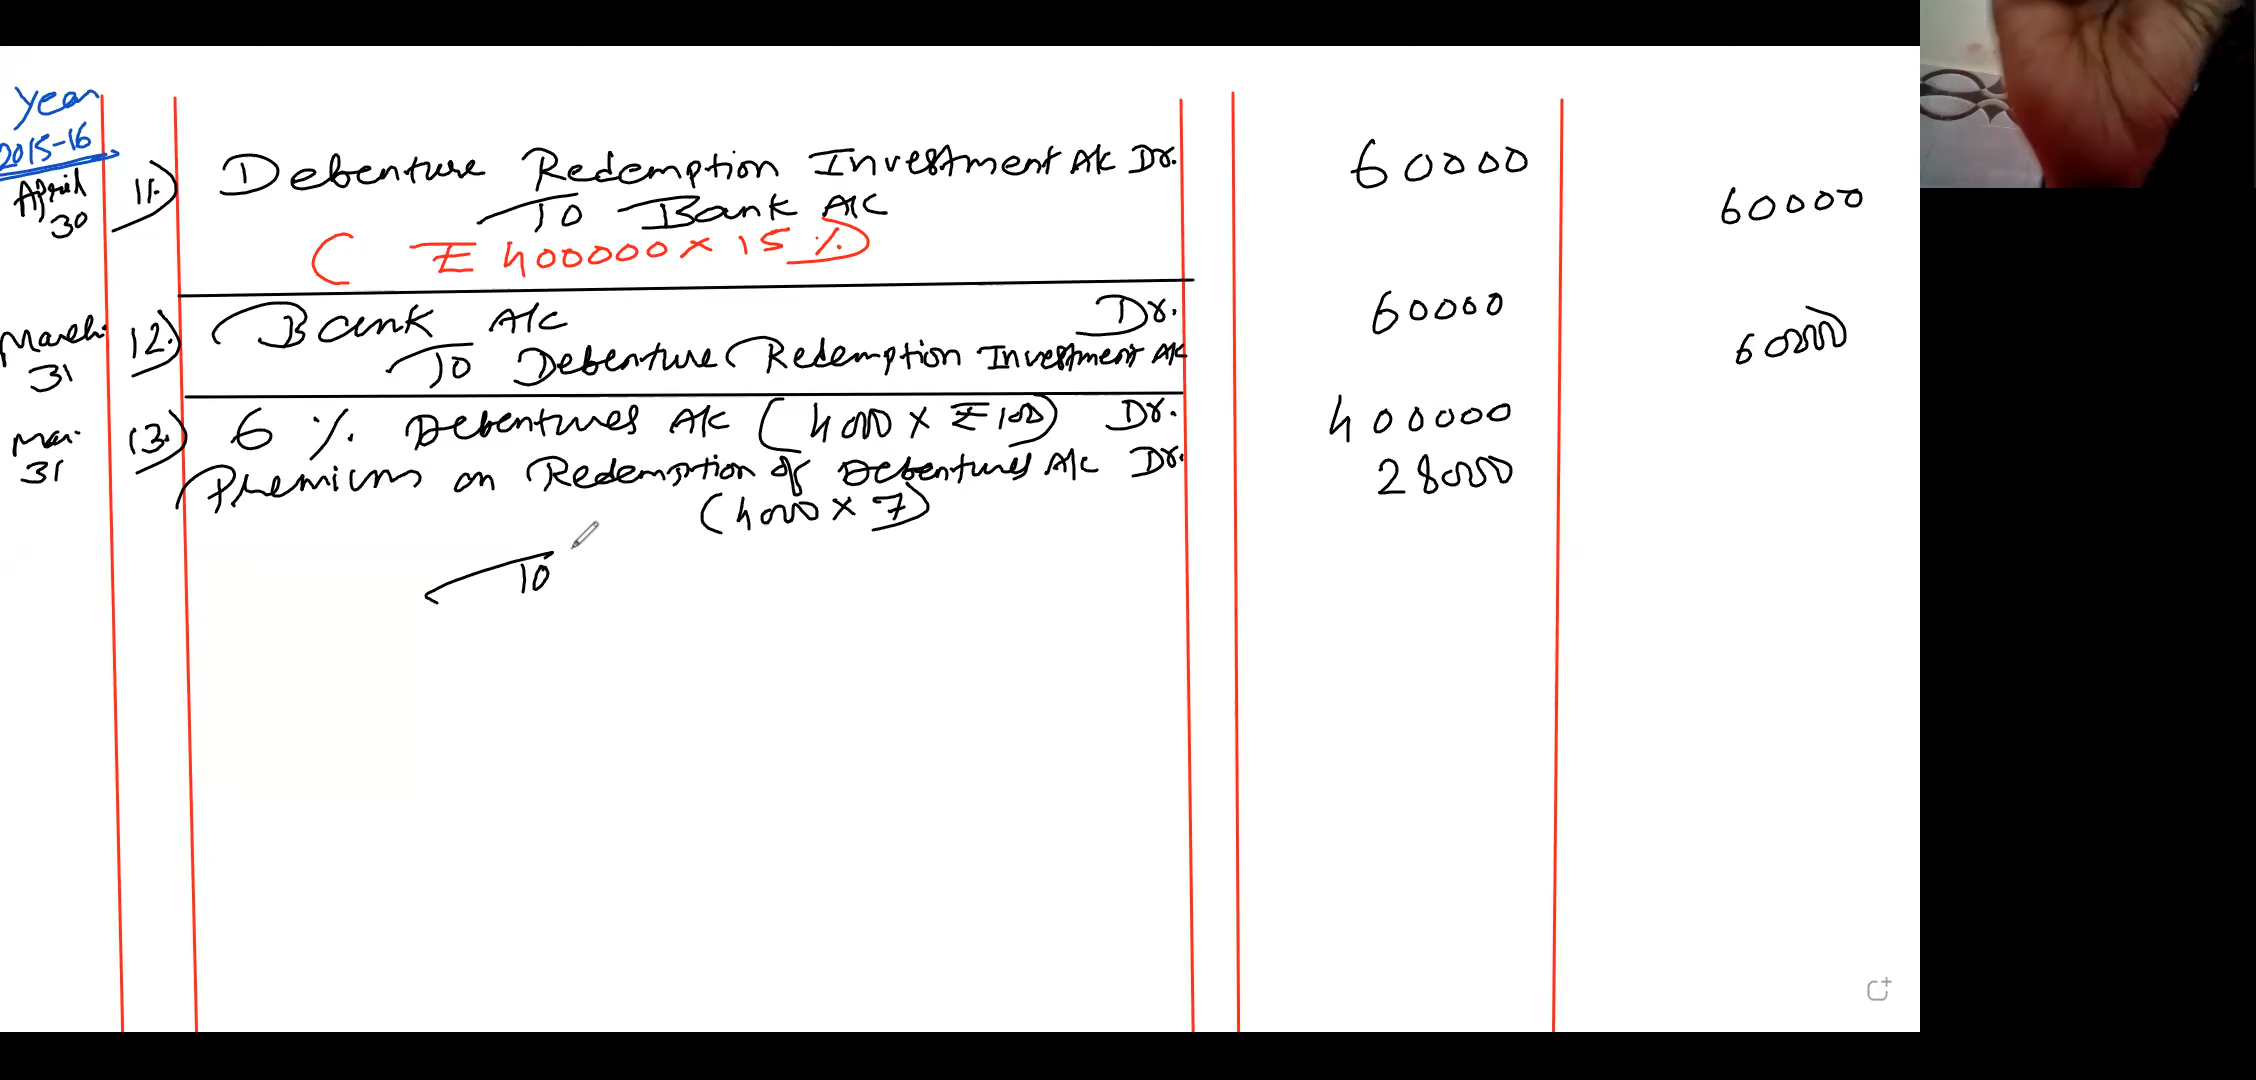 Year
2015-16
April 30 11.) Debenture Redemption Investment A/c Dr. 60000
To Bank A/c 60000
( ₹ 400000 × 15 %)
March 31 12.) Bank A/c Dr. 60000
To Debenture Redemption Investment A/c 60000
Mar. 31 13.) 6 % Debentures A/c (4000 × ₹ 100) Dr. 400000
Premium on Redemption of Debentures A/c Dr. 28000
(4000 × 7)
To